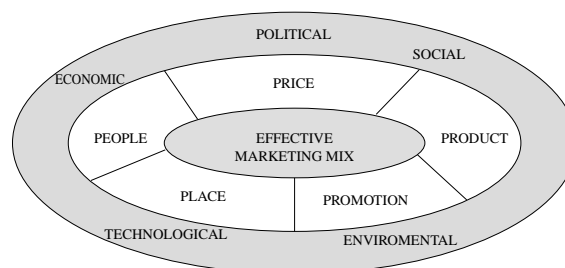 POLITICAL
SOCIAL
ECONOMIC
PRICE
PEOPLE
EFFECTIVE
MARKETING MIX
PRODUCT
PLACE
PROMOTION
TECHNOLOGICAL
ENVIROMENTAL